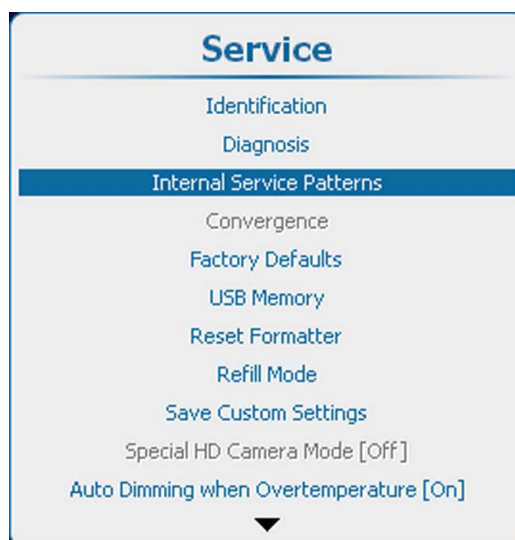 Service
Identification
Diagnosis
Internal Service Patterns
Convergence
Factory Defaults
USB Memory
Reset Formatter
Refill Mode
Save Custom Settings
Special HD Camera Mode [Off]
Auto Dimming when Overtemperature [On]